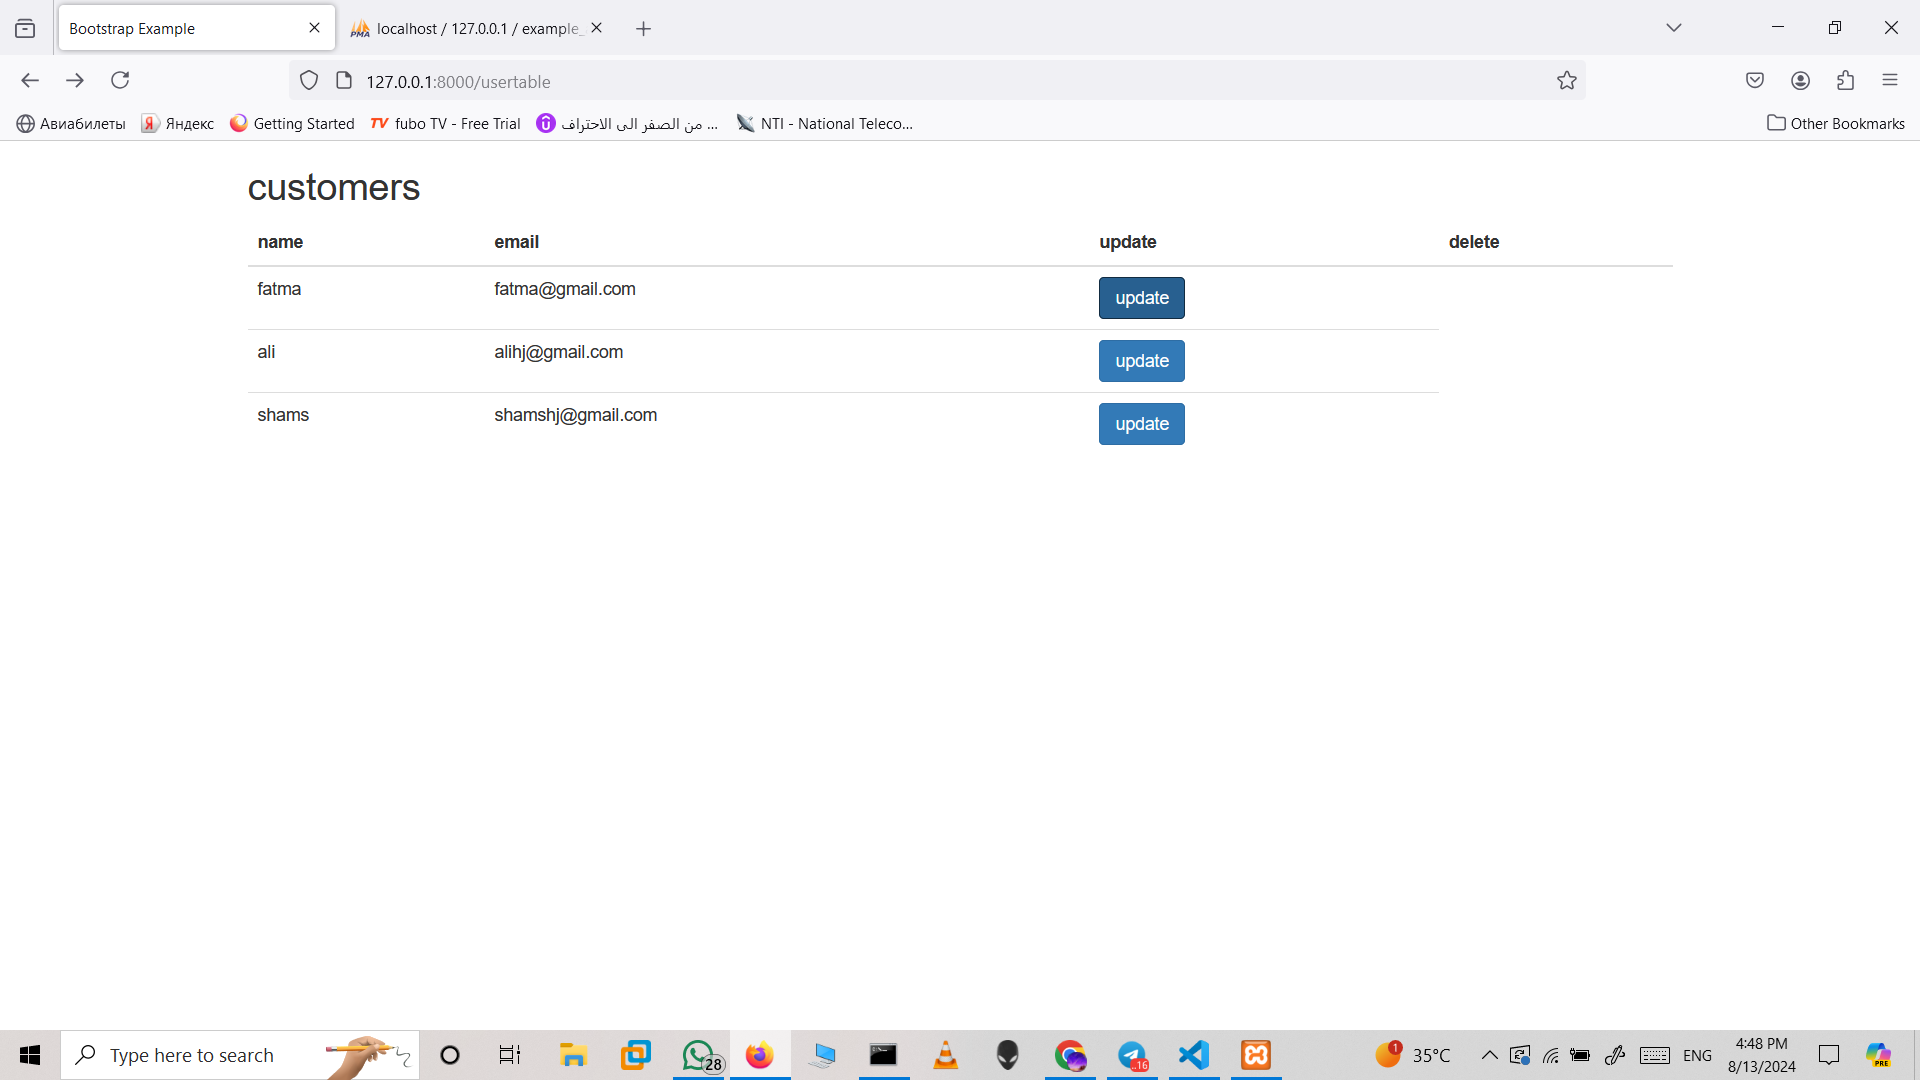 Bootstrap Example
PMA localhost / 127.0.0.1 / example_
127.0.0.1:8000/usertable
Авиабилеты Я Яндекс Getting Started TV fubo TV - Free Trial من الصفر الى الاحتراف ... NTI - National Teleco... Other Bookmarks
customers
name email update delete
fatma fatma@gmail.com update
ali alihj@gmail.com update
shams shamshj@gmail.com update
Type here to search 28 ..16 1 35°C ENG 4:48 PM PRE
8/13/2024